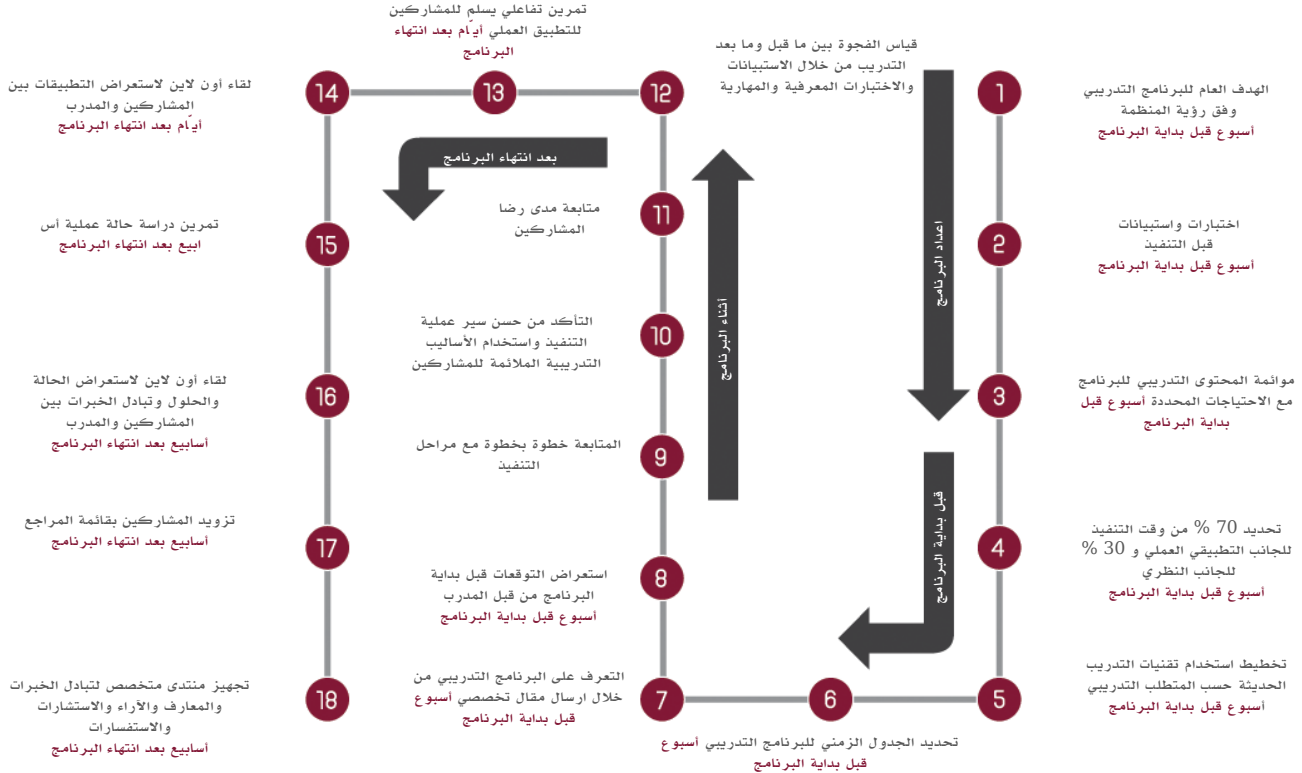 1
الهدف العام للبرنامج التدريبي
وفق رؤية المنظمة
أسبوع قبل بداية البرنامج
2
اختبارات واستبيانات
قبل التنفيذ
أسبوع قبل بداية البرنامج
3
موائمة المحتوى التدريبي للبرنامج
مع الاحتياجات المحددة أسبوع قبل
بداية البرنامج
4
تحديد 70 % من وقت التنفيذ
للجانب التطبيقي العملي و 30 %
للجانب النظري
أسبوع قبل بداية البرنامج
5
تخطيط استخدام تقنيات التدريب
الحديثة حسب المتطلب التدريبي
أسبوع قبل بداية البرنامج
اعداد البرنامج
قبل بداية البرنامج
6
تحديد الجدول الزمني للبرنامج التدريبي أسبوع
قبل بداية البرنامج
7
التعرف على البرنامج التدريبي من
خلال ارسال مقال تخصصي أسبوع
قبل بداية البرنامج
8
استعراض التوقعات قبل بداية
البرنامج من قبل المدرب
أسبوع قبل بداية البرنامج
أثناء البرنامج
9
المتابعة خطوة بخطوة مع مراحل
التنفيذ
10
التأكد من حسن سير عملية
التنفيذ واستخدام الأساليب
التدريبية الملائمة للمشاركين
11
متابعة مدى رضا
المشاركين
12
قياس الفجوة بين ما قبل وما بعد
التدريب من خلال الاستبيانات
والاختبارات المعرفية والمهارية
بعد انتهاء البرنامج
13
تمرين تفاعلي يسلم للمشاركين
للتطبيق العملي أيّام بعد انتهاء
البرنامج
14
لقاء أون لاين لاستعراض التطبيقات بين
المشاركين والمدرب
أيّام بعد انتهاء البرنامج
15
تمرين دراسة حالة عملية أس
ابيع بعد انتهاء البرنامج
16
لقاء أون لاين لاستعراض الحالة
والحلول وتبادل الخبرات بين
المشاركين والمدرب
أسابيع بعد انتهاء البرنامج
17
تزويد المشاركين بقائمة المراجع
أسابيع بعد انتهاء البرنامج
18
تجهيز منتدى متخصص لتبادل الخبرات
والمعارف والآراء والاستشارات
والاستفسارات
أسابيع بعد انتهاء البرنامج